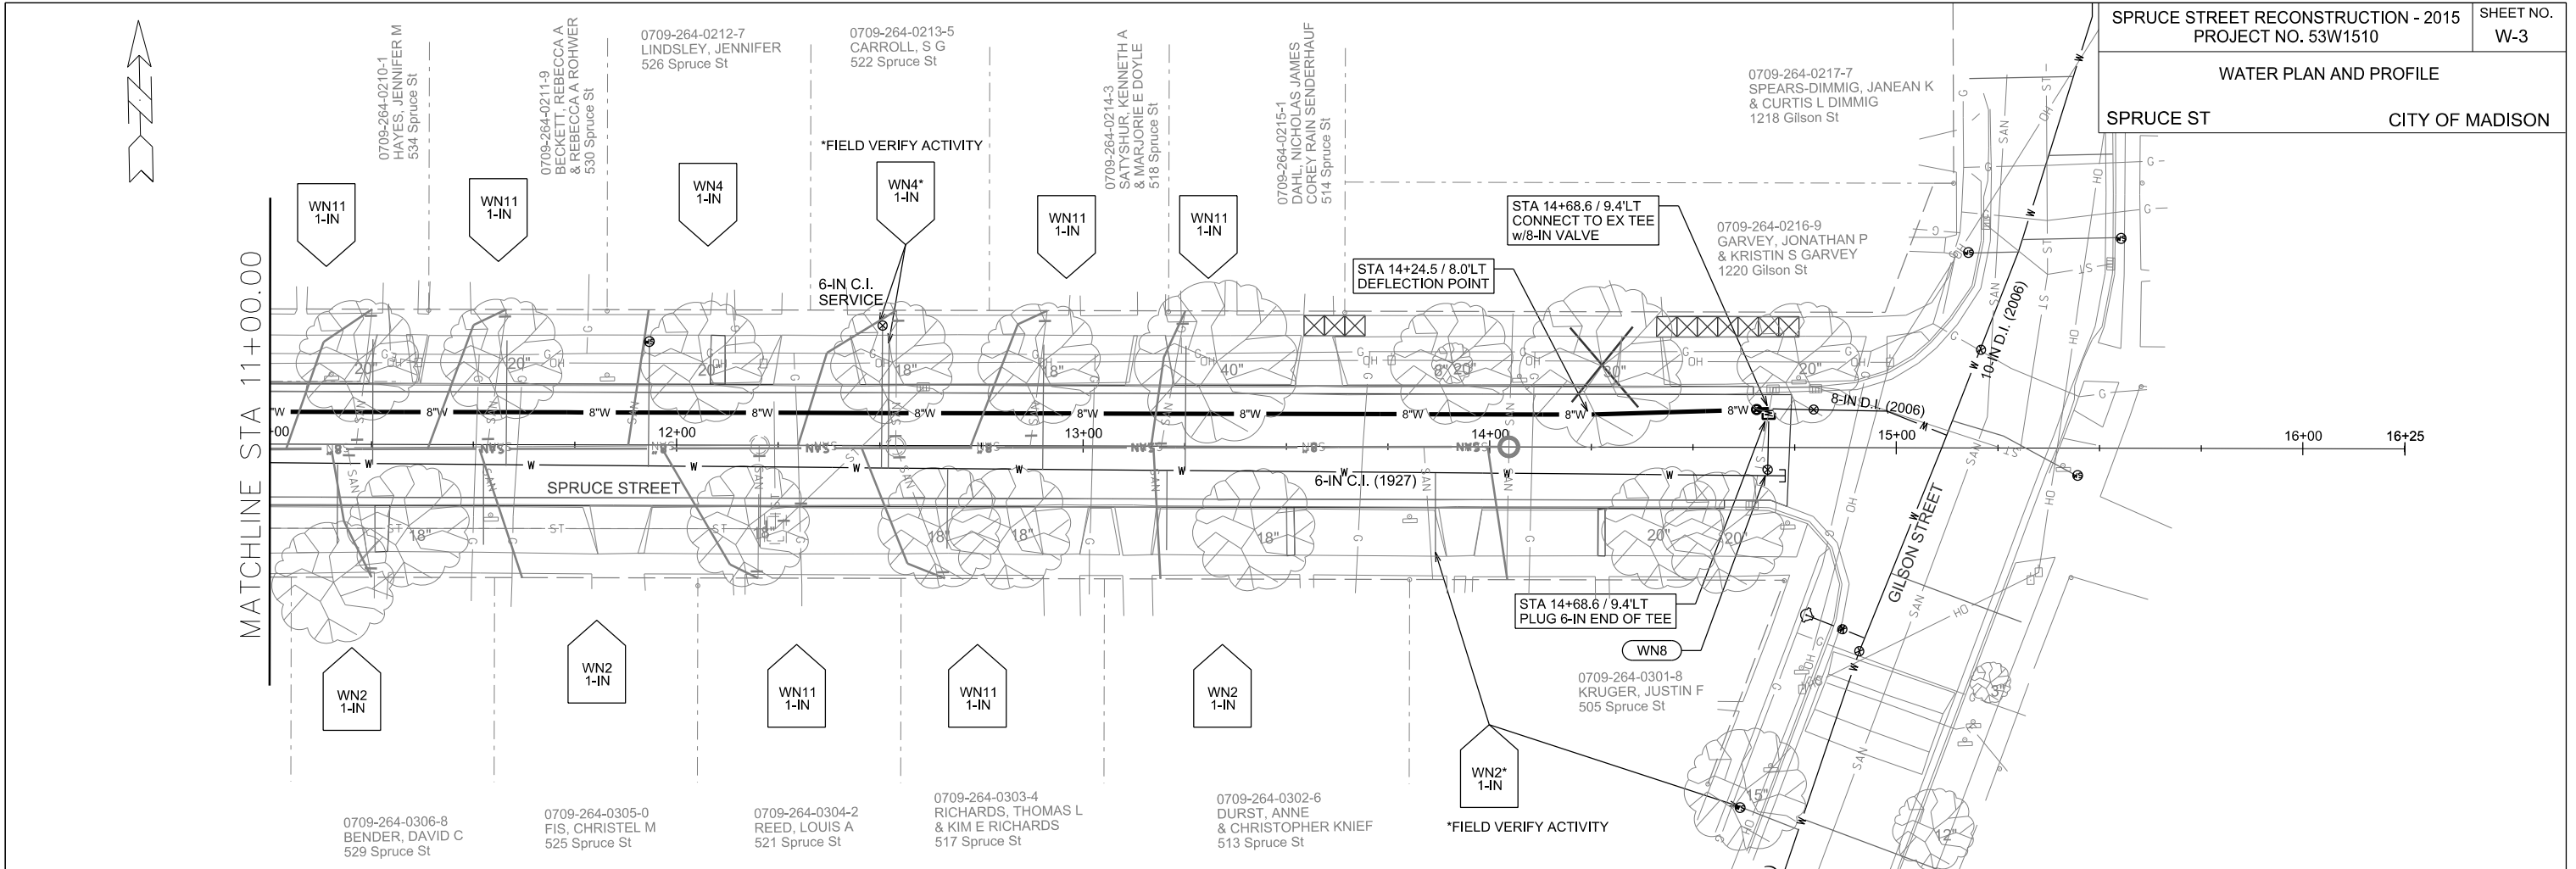 SPRUCE STREET RECONSTRUCTION - 2015
PROJECT NO. 53W1510
SHEET NO.
W-3
WATER PLAN AND PROFILE
SPRUCE ST
CITY OF MADISON
0709-264-0210-1
HAYES, JENNIFER M
534 Spruce St
0709-264-0211-9
BECKETT, REBECCA A
& REBECCA A ROHWER
530 Spruce St
0709-264-0212-7
LINDSLEY, JENNIFER
526 Spruce St
0709-264-0213-5
CARROLL, S G
522 Spruce St
0709-264-0214-3
SATYSHUR, KENNETH A
& MARJORIE E DOYLE
518 Spruce St
0709-264-0215-1
DAHL, NICHOLAS JAMES
COREY RAIN SENDERHAUF
514 Spruce St
0709-264-0217-7
SPEARS-DIMMIG, JANEAN K
& CURTIS L DIMMIG
1218 Gilson St
0709-264-0216-9
GARVEY, JONATHAN P
& KRISTIN S GARVEY
1220 Gilson St
*FIELD VERIFY ACTIVITY
WN11
1-IN
WN11
1-IN
WN4
1-IN
WN4*
1-IN
WN11
1-IN
WN11
1-IN
STA 14+68.6 / 9.4'LT
CONNECT TO EX TEE
w/8-IN VALVE
STA 14+24.5 / 8.0'LT
DEFLECTION POINT
6-IN C.I.
SERVICE
MATCHLINE STA 11+00.00
20"
20"
20"
18"
18"
40"
8"
20"
20"
10-IN D.I. (2006)
8-IN D.I. (2006)
"W
8"W
8"W
8"W
8"W
8"W
8"W
8"W
8"W
8"W
+00
12+00
13+00
14+00
15+00
16+00
16+25
SPRUCE STREET
6-IN C.I. (1927)
GILSON STREET
18"
18"
18"
18"
18"
20"
20"
STA 14+68.6 / 9.4'LT
PLUG 6-IN END OF TEE
WN8
0709-264-0301-8
KRUGER, JUSTIN F
505 Spruce St
WN2
1-IN
WN2
1-IN
WN11
1-IN
WN11
1-IN
WN2
1-IN
WN2*
1-IN
*FIELD VERIFY ACTIVITY
15"
3"
12"
0709-264-0306-8
BENDER, DAVID C
529 Spruce St
0709-264-0305-0
FIS, CHRISTEL M
525 Spruce St
0709-264-0304-2
REED, LOUIS A
521 Spruce St
0709-264-0303-4
RICHARDS, THOMAS L
& KIM E RICHARDS
517 Spruce St
0709-264-0302-6
DURST, ANNE
& CHRISTOPHER KNIEF
513 Spruce St